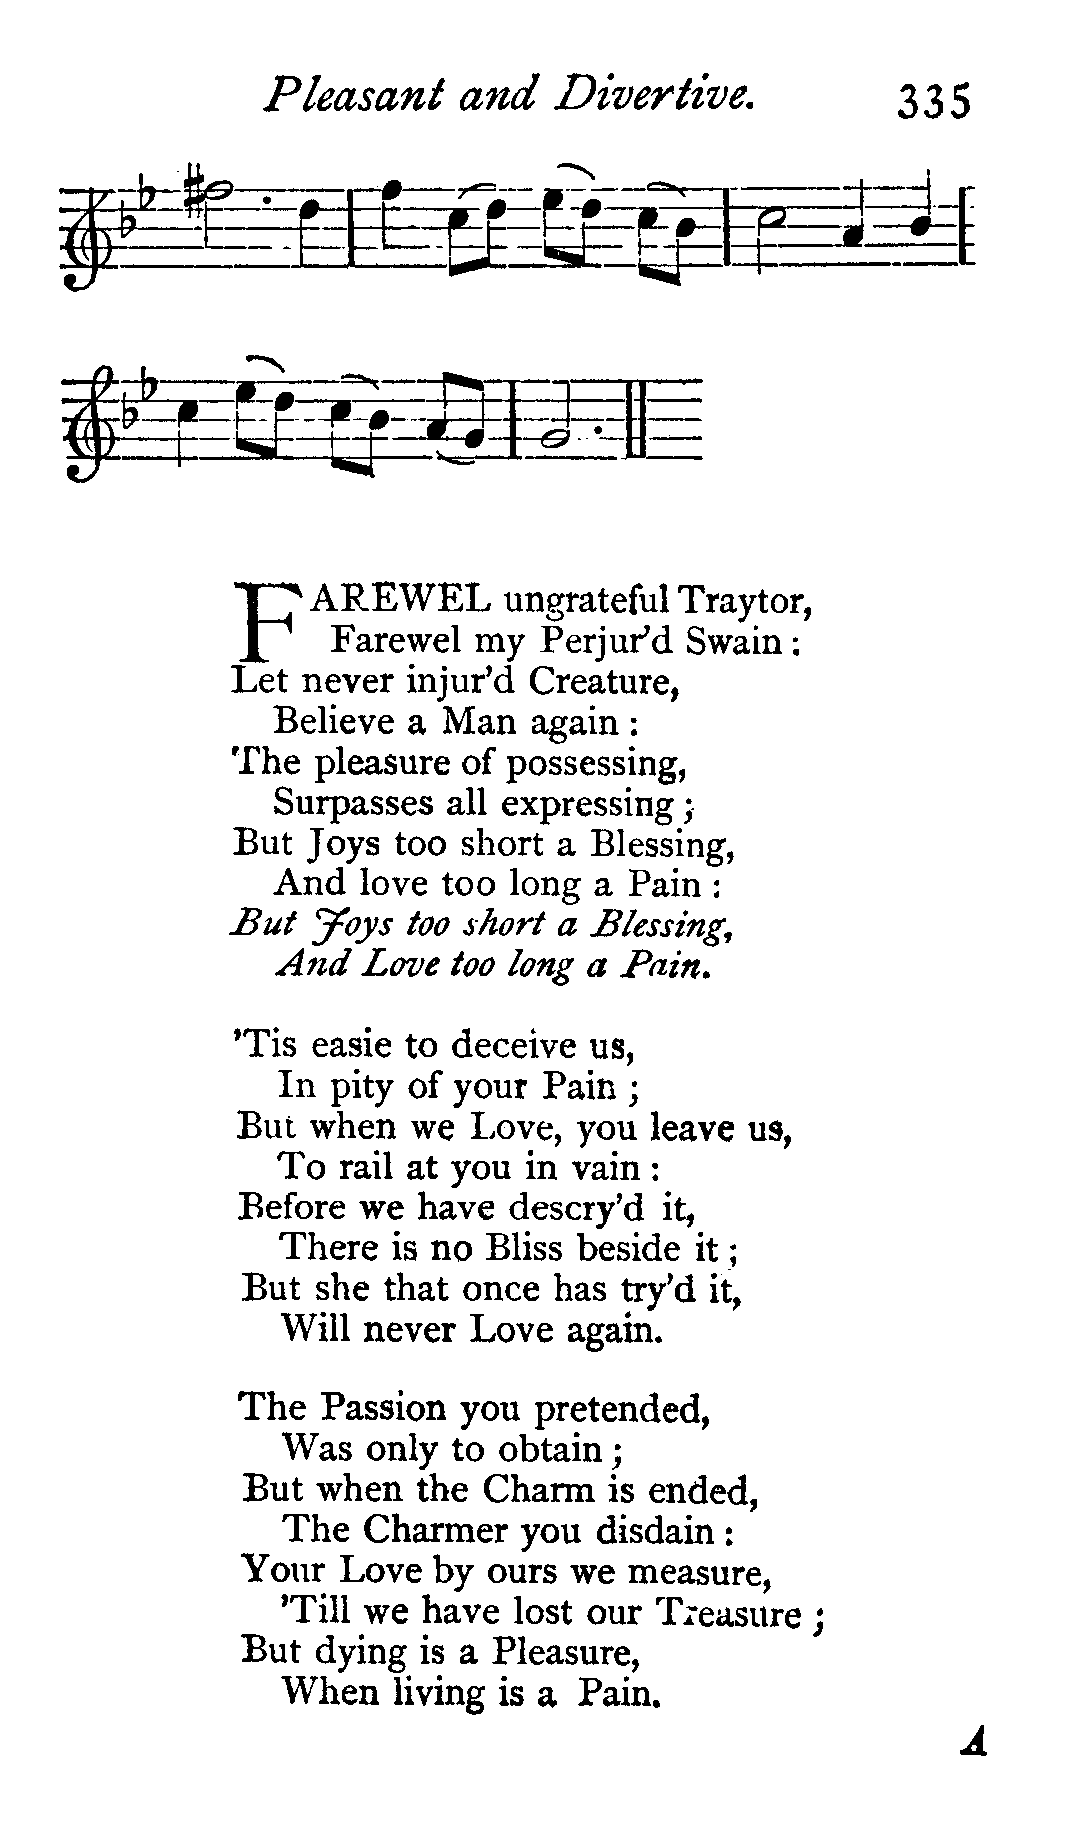 Pleasant and Divertive. 335
FAREWEL ungrateful Traytor,
Farewel my Perjur'd Swain :
Let never injur'd Creature,
Believe a Man again :
The pleasure of possessing,
Surpasses all expressing ;
But Joys too short a Blessing,
And love too long a Pain :
But Joys too short a Blessing,
And Love too long a Pain.
'Tis easie to deceive us,
In pity of your Pain ;
But when we Love, you leave us,
To rail at you in vain :
Before we have descry'd it,
There is no Bliss beside it ;
But she that once has try'd it,
Will never Love again.
The Passion you pretended,
Was only to obtain ;
But when the Charm is ended,
The Charmer you disdain :
Your Love by ours we measure,
'Till we have lost our Treasure ;
But dying is a Pleasure,
When living is a Pain.
A